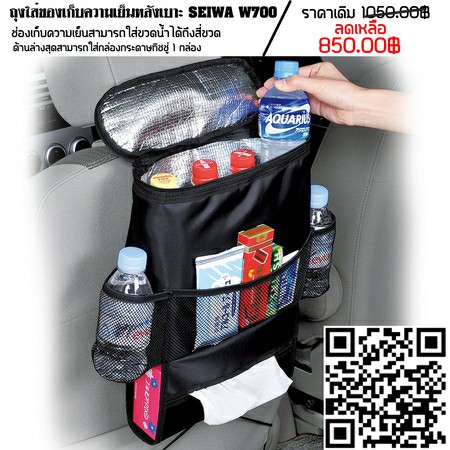 ถุงใส่ของเก็บความเย็นหลังเบาะ SEIWA W700
ช่องเก็บความเย็นสามารถใส่ขวดน้ำได้ถึงสี่ขวด
ด้านล่างสุดสามารถใส่กล่องกระดาษทิชชู่ 1 กล่อง
ราคาเดิม 1050.00฿
ลดเหลือ
850.00฿
AQUARIUS